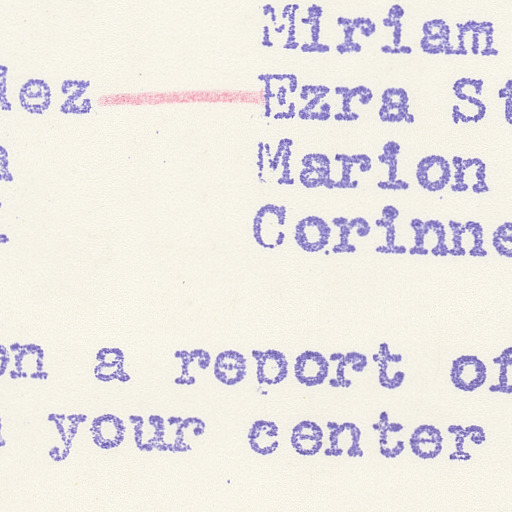 Miriam
dez Ezra St
a Marion
Corinne
on a report of
your center